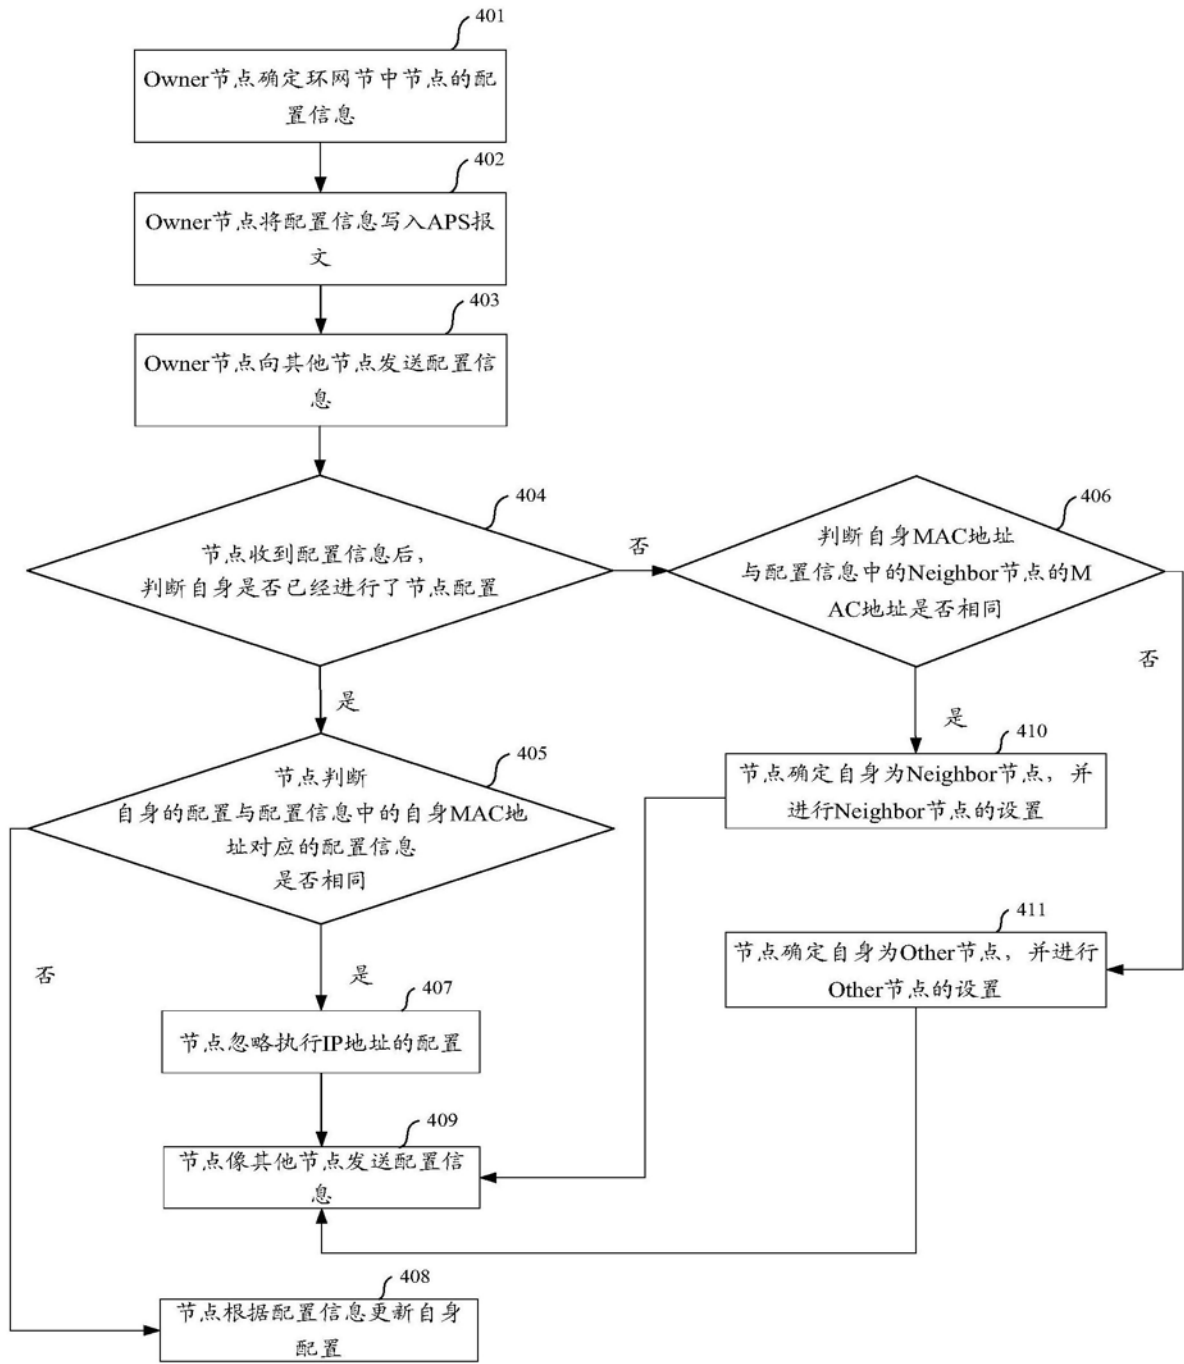 401
Owner节点确定环网节中节点的配
置信息
402
Owner节点将配置信息写入APS报
文
403
Owner节点向其他节点发送配置信
息
404
节点收到配置信息后，
判断自身是否已经进行了节点配置
否
406
判断自身MAC地址
与配置信息中的Neighbor节点的M
AC地址是否相同
否
是
是
405
节点判断
自身的配置与配置信息中的自身MAC地
址对应的配置信息
是否相同
410
节点确定自身为Neighbor节点，并
进行Neighbor节点的设置
411
节点确定自身为Other节点，并进行
Other节点的设置
否
是
407
节点忽略执行IP地址的配置
409
节点像其他节点发送配置信
息
408
节点根据配置信息更新自身
配置